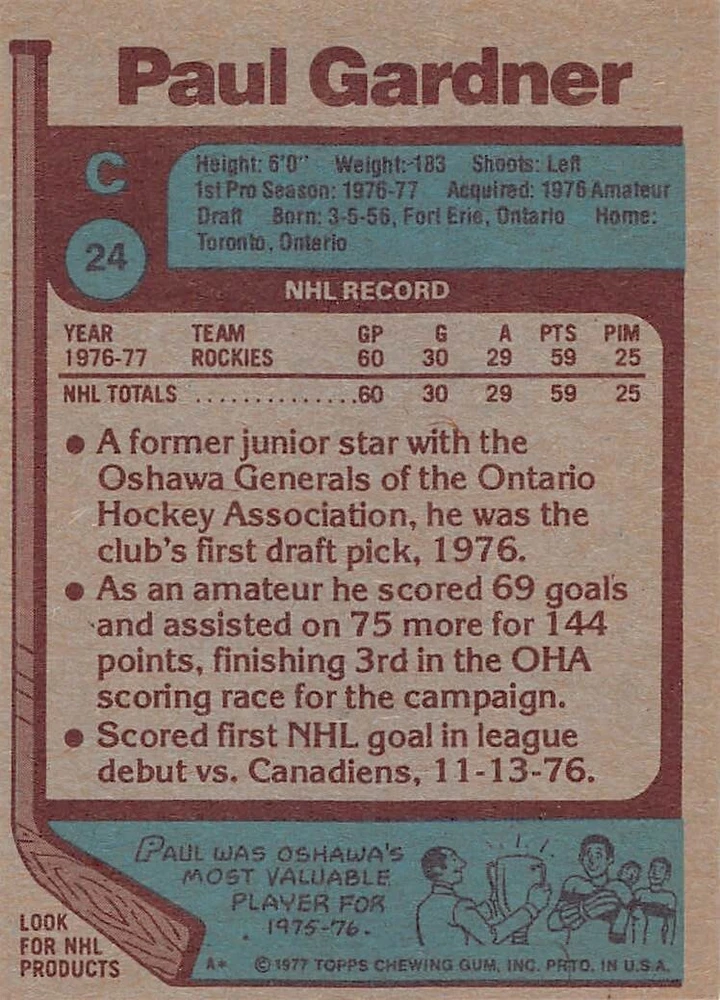 Paul Gardner
C
24
Height: 6'0" Weight: 183 Shoots: Left
1st Pro Season: 1976-77 Acquired: 1976 Amateur
Draft Born: 3-5-56, Fort Erie, Ontario Home:
Toronto, Ontario
NHL RECORD
YEAR TEAM GP G A PTS PIM
1976-77 ROCKIES 60 30 29 59 25
NHL TOTALS ..............60 30 29 59 25
● A former junior star with the
Oshawa Generals of the Ontario
Hockey Association, he was the
club's first draft pick, 1976.
● As an amateur he scored 69 goals
and assisted on 75 more for 144
points, finishing 3rd in the OHA
scoring race for the campaign.
● Scored first NHL goal in league
debut vs. Canadiens, 11-13-76.
PAUL WAS OSHAWA'S
MOST VALUABLE
PLAYER FOR
1975-76.
LOOK
FOR NHL
PRODUCTS
A* © 1977 TOPPS CHEWING GUM, INC. PRTD. IN U.S.A.